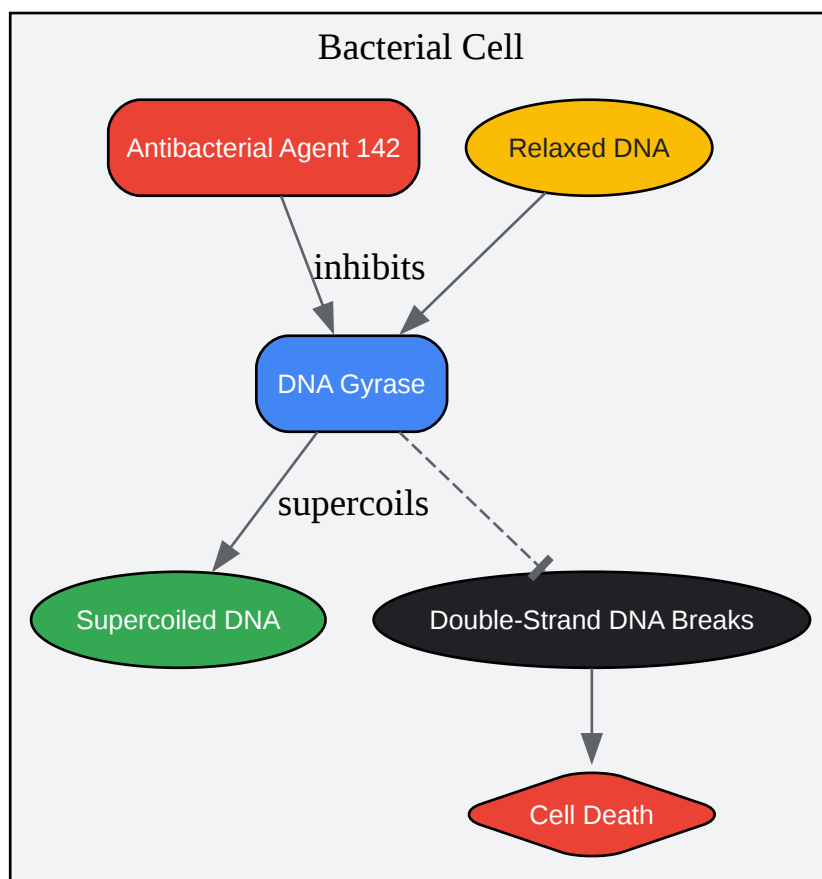 Bacterial Cell
Antibacterial Agent 142
Relaxed DNA
inhibits
DNA Gyrase
supercoils
Supercoiled DNA
Double-Strand DNA Breaks
Cell Death